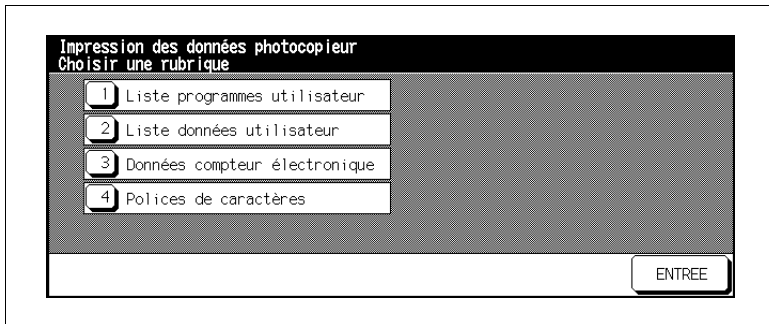 Impression des données photocopieur
Choisir une rubrique
1 Liste programmes utilisateur
2 Liste données utilisateur
3 Données compteur électronique
4 Polices de caractères
ENTREE